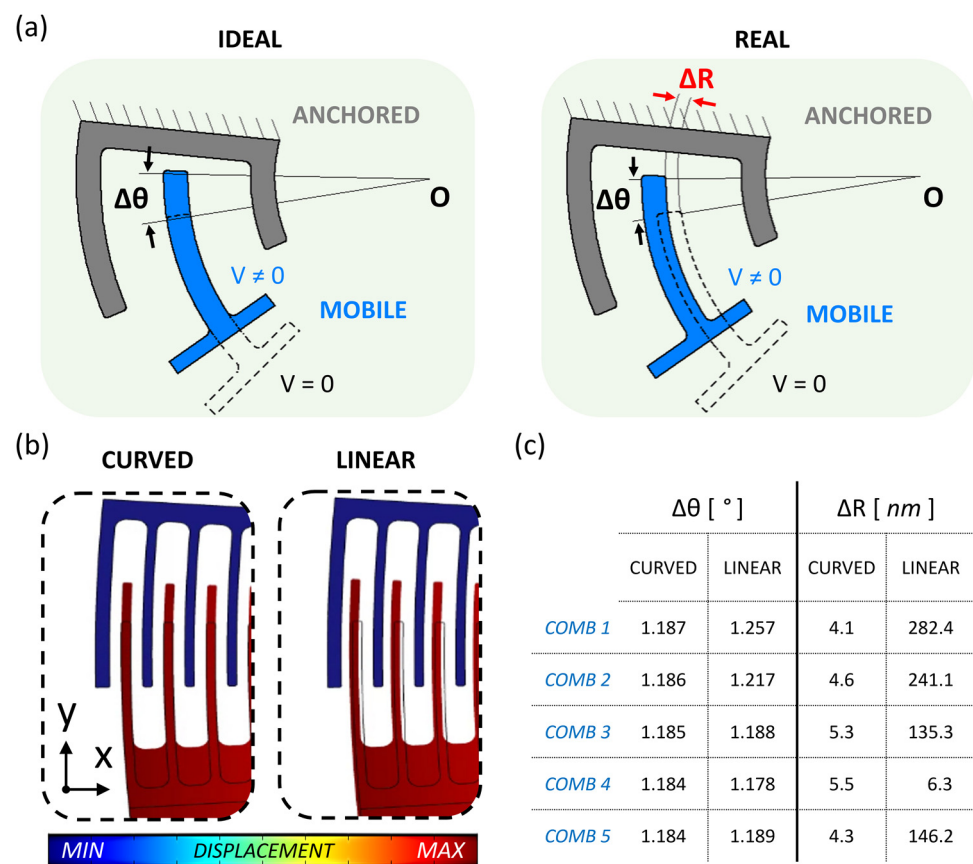 (a)
IDEAL
REAL
ΔR
ANCHORED
ANCHORED
Δθ
O
Δθ
O
V ≠ 0
V ≠ 0
MOBILE
MOBILE
V = 0
V = 0
(b)
CURVED
LINEAR
(c)
Δθ [ ° ]
ΔR [ nm ]
CURVED LINEAR CURVED LINEAR
COMB 1 1.187 1.257 4.1 282.4
COMB 2 1.186 1.217 4.6 241.1
COMB 3 1.185 1.188 5.3 135.3
COMB 4 1.184 1.178 5.5 6.3
COMB 5 1.184 1.189 4.3 146.2
y
x
MIN DISPLACEMENT MAX